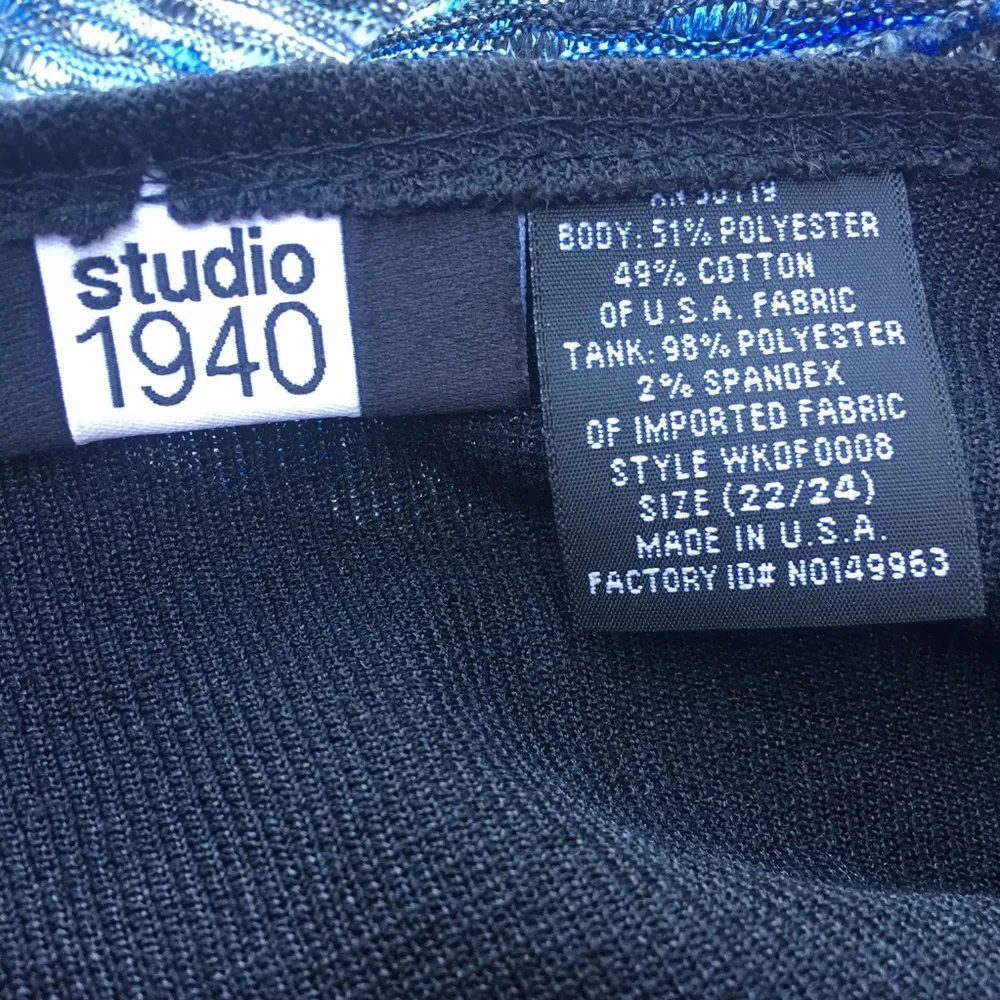 studio
1940
BODY: 51% POLYESTER
49% COTTON
OF U.S.A. FABRIC
TANK: 98% POLYESTER
2% SPANDEX
OF IMPORTED FABRIC
STYLE WKDF0008
SIZE (22/24)
MADE IN U.S.A.
FACTORY ID# N0149963